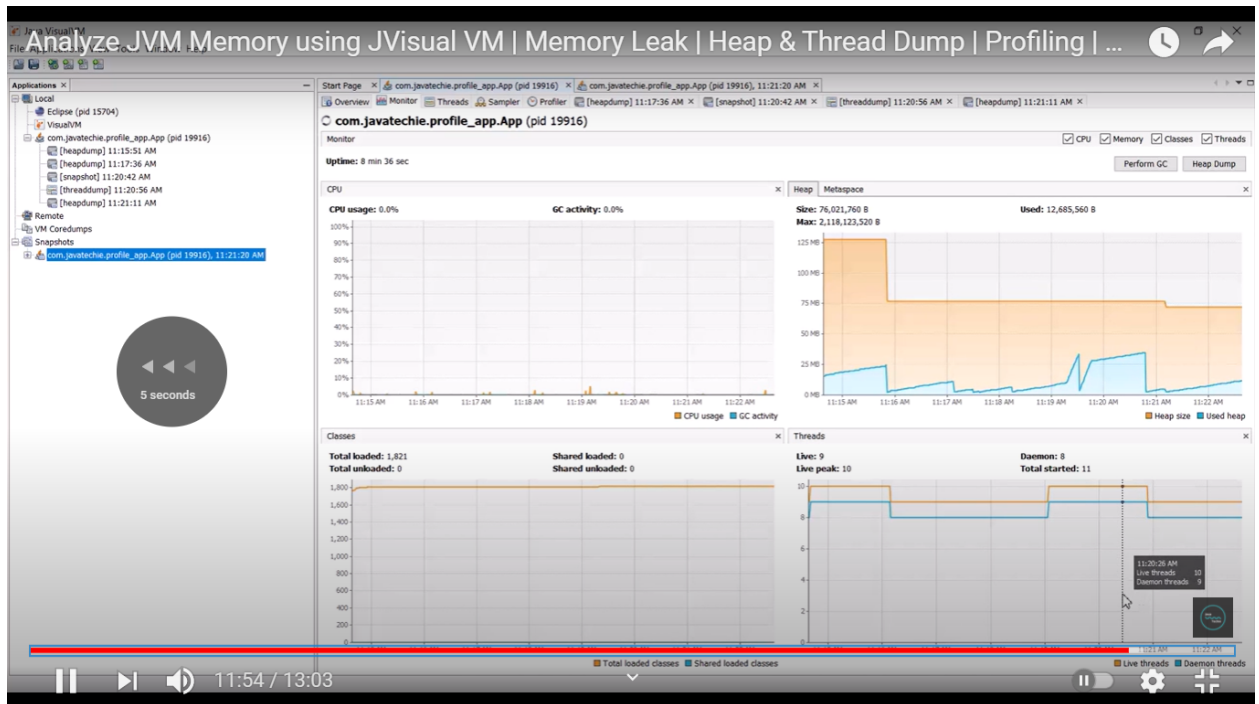 Java VisualVM
Analyze JVM Memory using JVisual VM | Memory Leak | Heap & Thread Dump | Profiling | ...
File Applications View Tools Window Help
Applications
Local
Eclipse (pid 15704)
VisualVM
com.javatechie.profile_app.App (pid 19916)
[heapdump] 11:15:51 AM
[heapdump] 11:17:36 AM
[snapshot] 11:20:42 AM
[threaddump] 11:20:56 AM
[heapdump] 11:21:11 AM
Remote
VM Coredumps
Snapshots
com.javatechie.profile_app.App (pid 19916), 11:21:20 AM
5 seconds
Start Page com.javatechie.profile_app.App (pid 19916) com.javatechie.profile_app.App (pid 19916), 11:21:20 AM
Overview Monitor Threads Sampler Profiler [heapdump] 11:17:36 AM [snapshot] 11:20:42 AM [threaddump] 11:20:56 AM [heapdump] 11:21:11 AM
com.javatechie.profile_app.App (pid 19916)
Monitor CPU Memory Classes Threads
Uptime: 8 min 36 sec Perform GC Heap Dump
CPU
CPU usage: 0.0% GC activity: 0.0%
100%
90%
80%
70%
60%
50%
40%
30%
20%
10%
0%
11:15 AM 11:16 AM 11:17 AM 11:18 AM 11:19 AM 11:20 AM 11:21 AM 11:22 AM
CPU usage GC activity
Heap Metaspace
Size: 76,021,760 B Used: 12,685,560 B
Max: 2,118,123,520 B
125 MB
100 MB
75 MB
50 MB
25 MB
0 MB
11:15 AM 11:16 AM 11:17 AM 11:18 AM 11:19 AM 11:20 AM 11:21 AM 11:22 AM
Heap size Used heap
Classes
Total loaded: 1,821 Shared loaded: 0
Total unloaded: 0 Shared unloaded: 0
1,800
1,600
1,400
1,200
1,000
800
600
400
200
0
Total loaded classes Shared loaded classes
Threads
Live: 9 Daemon: 8
Live peak: 10 Total started: 11
10
8
6
4
2
0
11:20:26 AM
Live threads 10
Daemon threads 9
11:21 AM 11:22 AM
Live threads Daemon threads
11:54 / 13:03